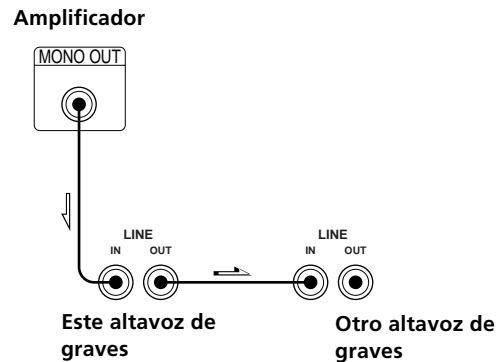 Amplificador
MONO OUT
LINE
IN OUT
LINE
IN OUT
Este altavoz de
graves
Otro altavoz de
graves